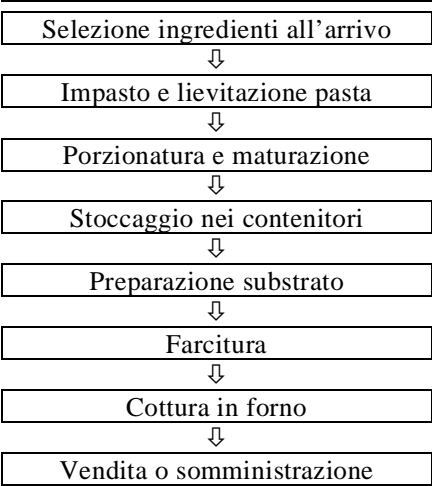 Selezione ingredienti all'arrivo
⇩
Impasto e lievitazione pasta
⇩
Porzionatura e maturazione
⇩
Stoccaggio nei contenitori
⇩
Preparazione substrato
⇩
Farcitura
⇩
Cottura in forno
⇩
Vendita o somministrazione